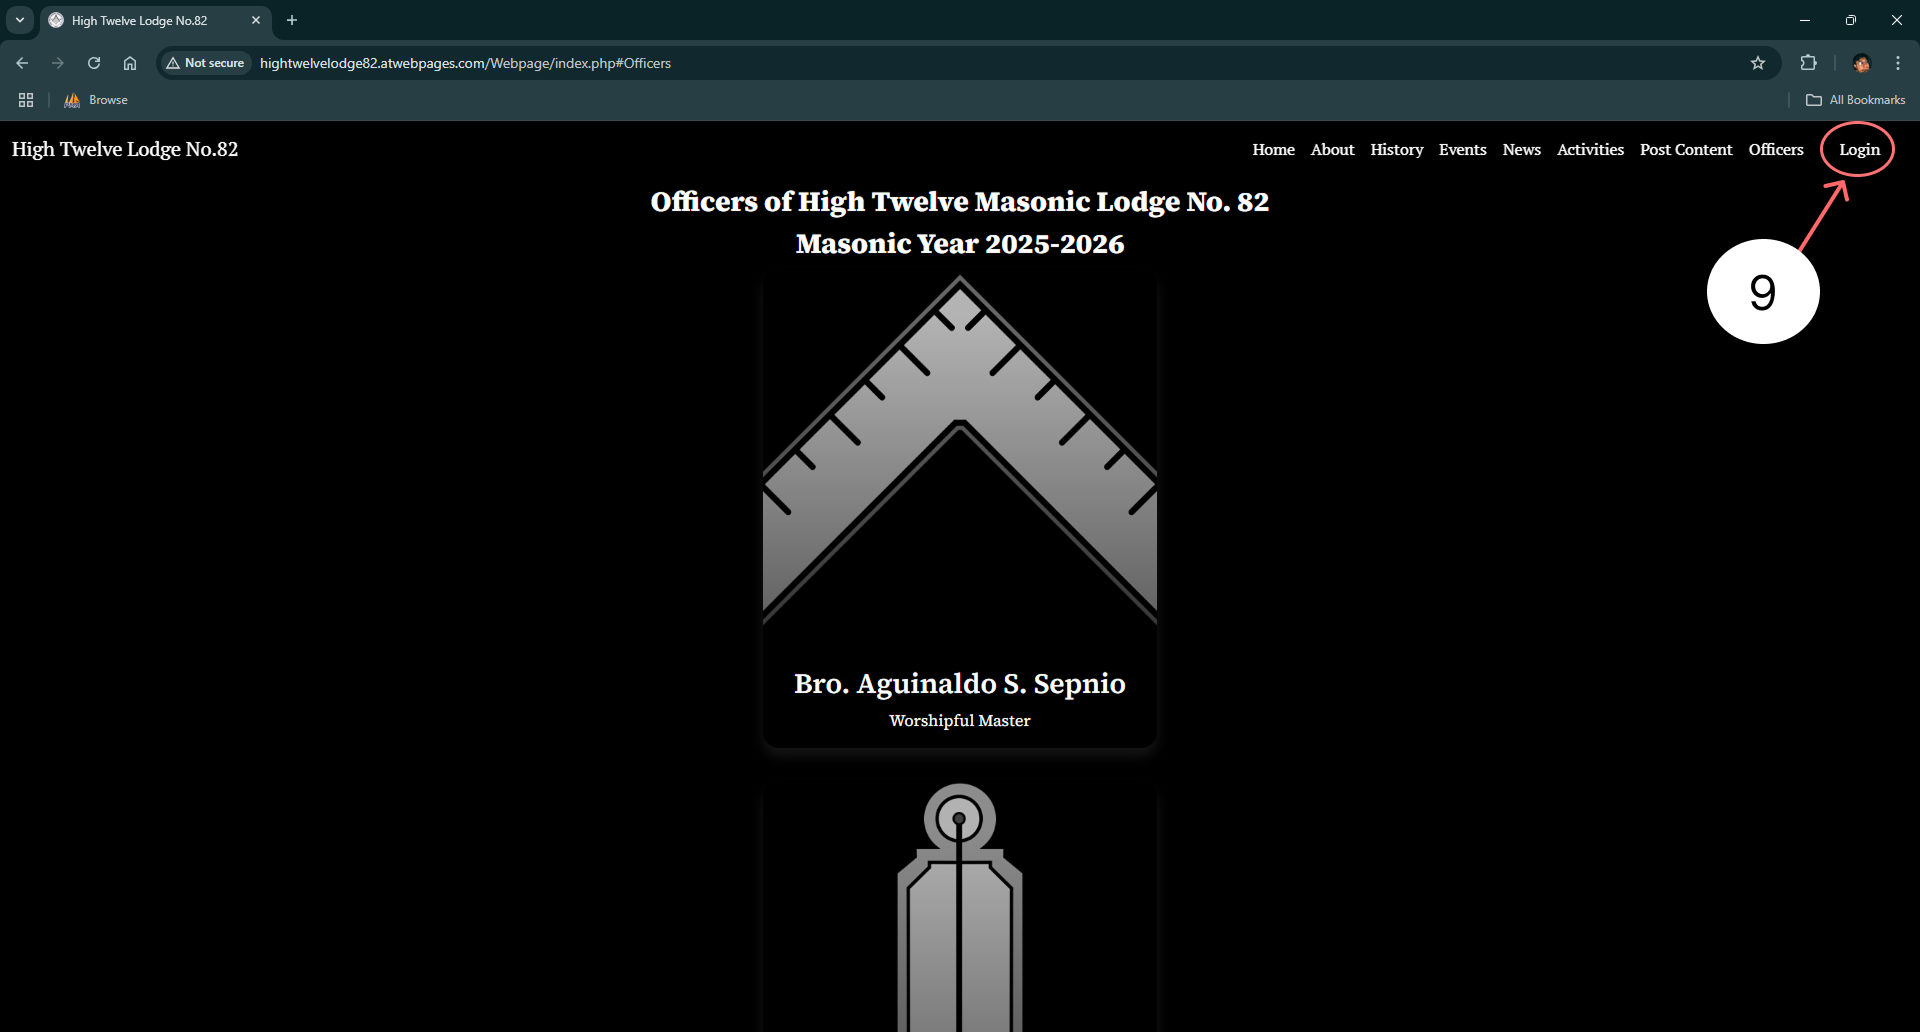 High Twelve Lodge No.82
Not secure
hightwelvelodge82.atwebpages.com/Webpage/index.php#Officers
Browse
All Bookmarks
High Twelve Lodge No.82
Home About History Events News Activities Post Content Officers Login
Officers of High Twelve Masonic Lodge No. 82
Masonic Year 2025-2026
9
Bro. Aguinaldo S. Sepnio
Worshipful Master